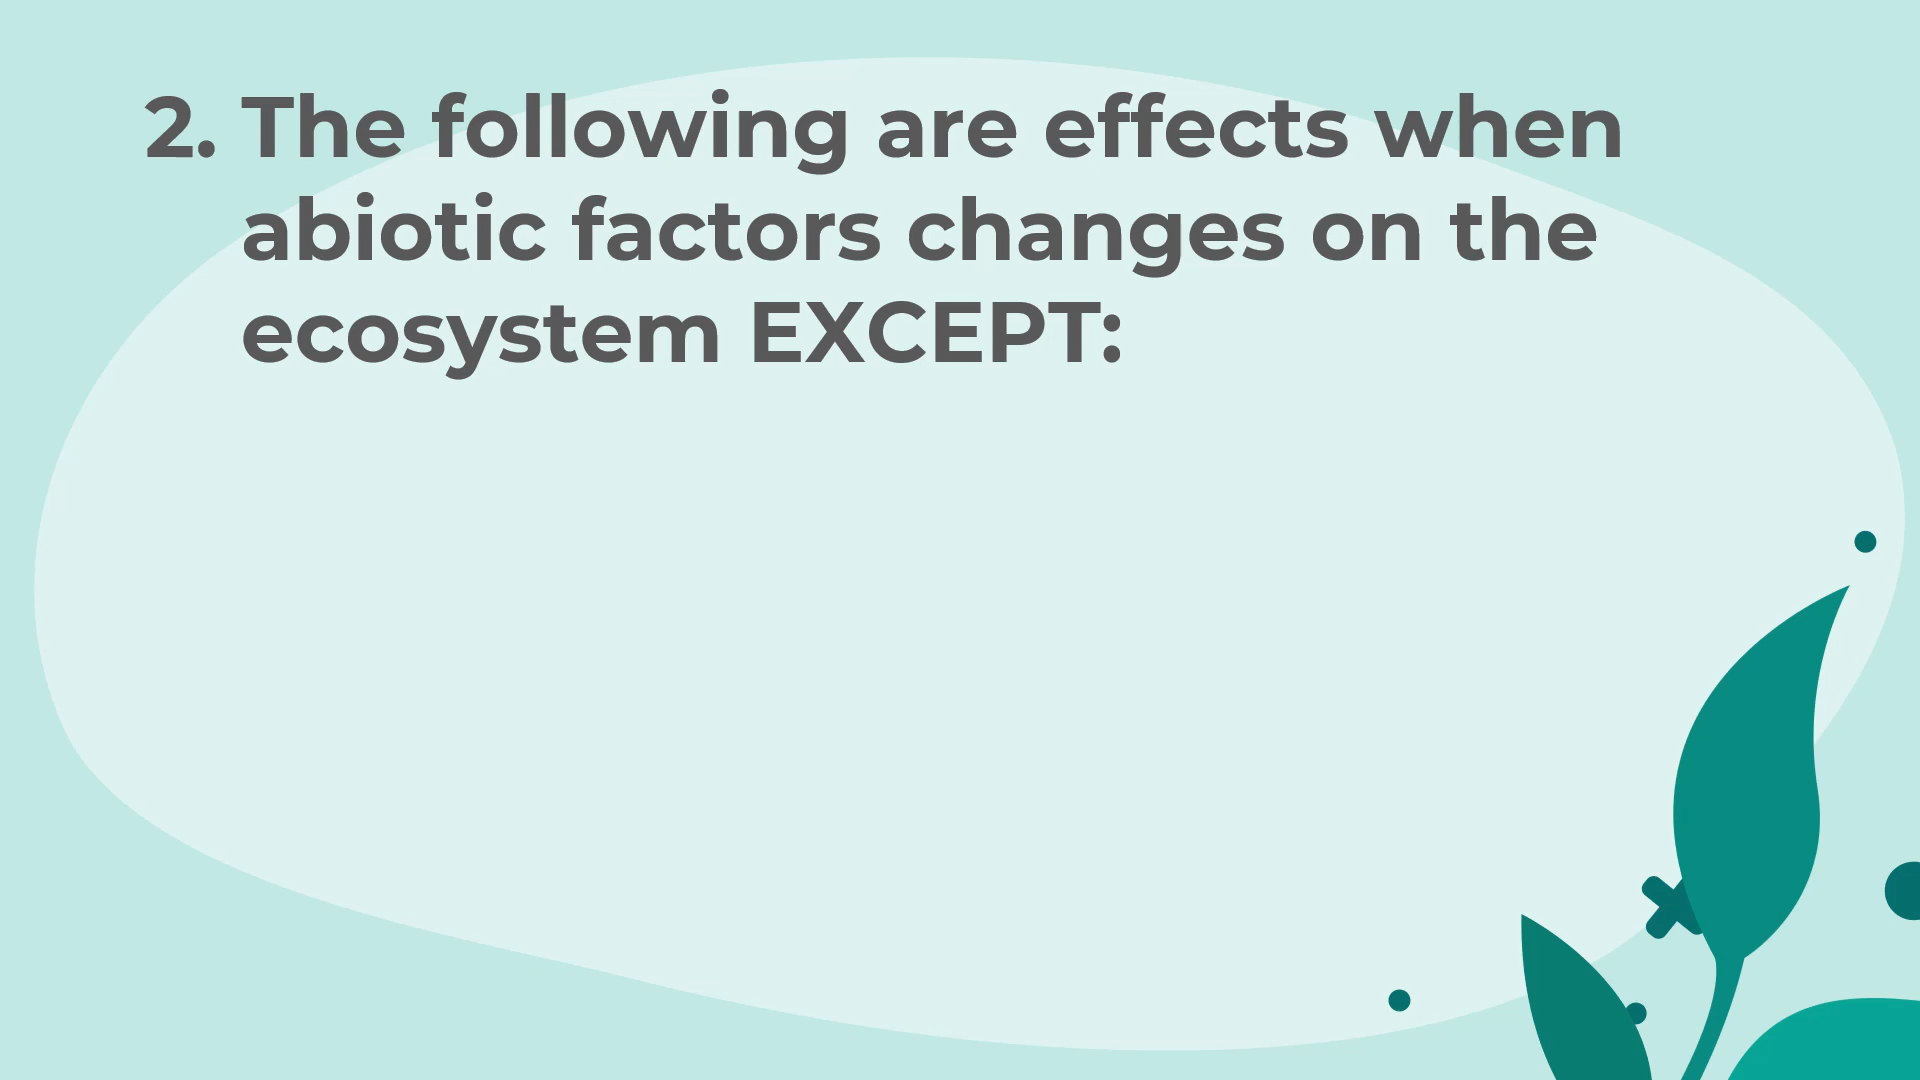 2. The following are effects when
abiotic factors changes on the
ecosystem EXCEPT: